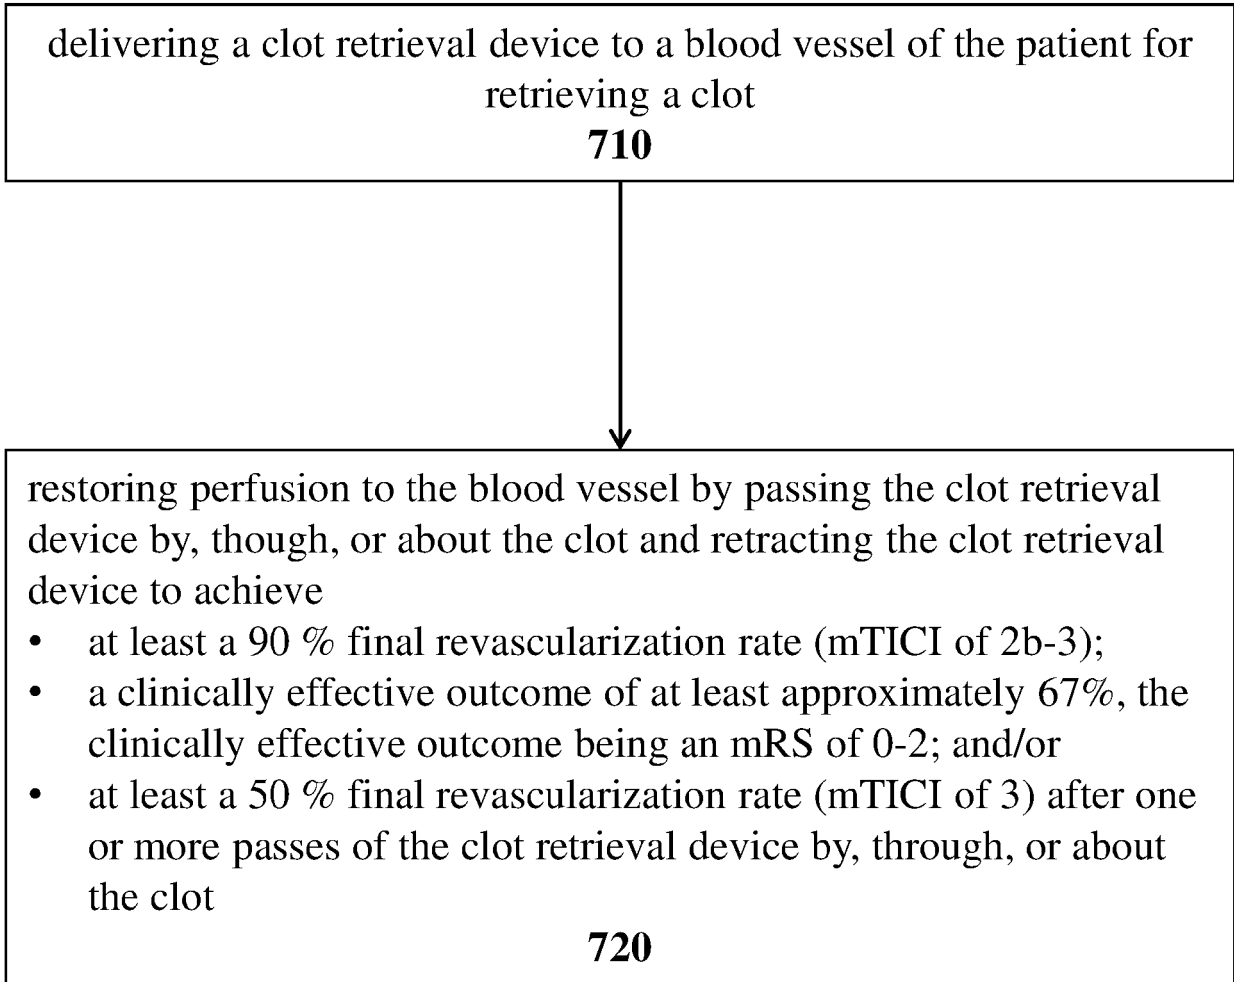 delivering a clot retrieval device to a blood vessel of the patient for
retrieving a clot
710
restoring perfusion to the blood vessel by passing the clot retrieval
device by, though, or about the clot and retracting the clot retrieval
device to achieve
• at least a 90 % final revascularization rate (mTICI of 2b-3);
• a clinically effective outcome of at least approximately 67%, the
clinically effective outcome being an mRS of 0-2; and/or
• at least a 50 % final revascularization rate (mTICI of 3) after one
or more passes of the clot retrieval device by, through, or about
the clot
720